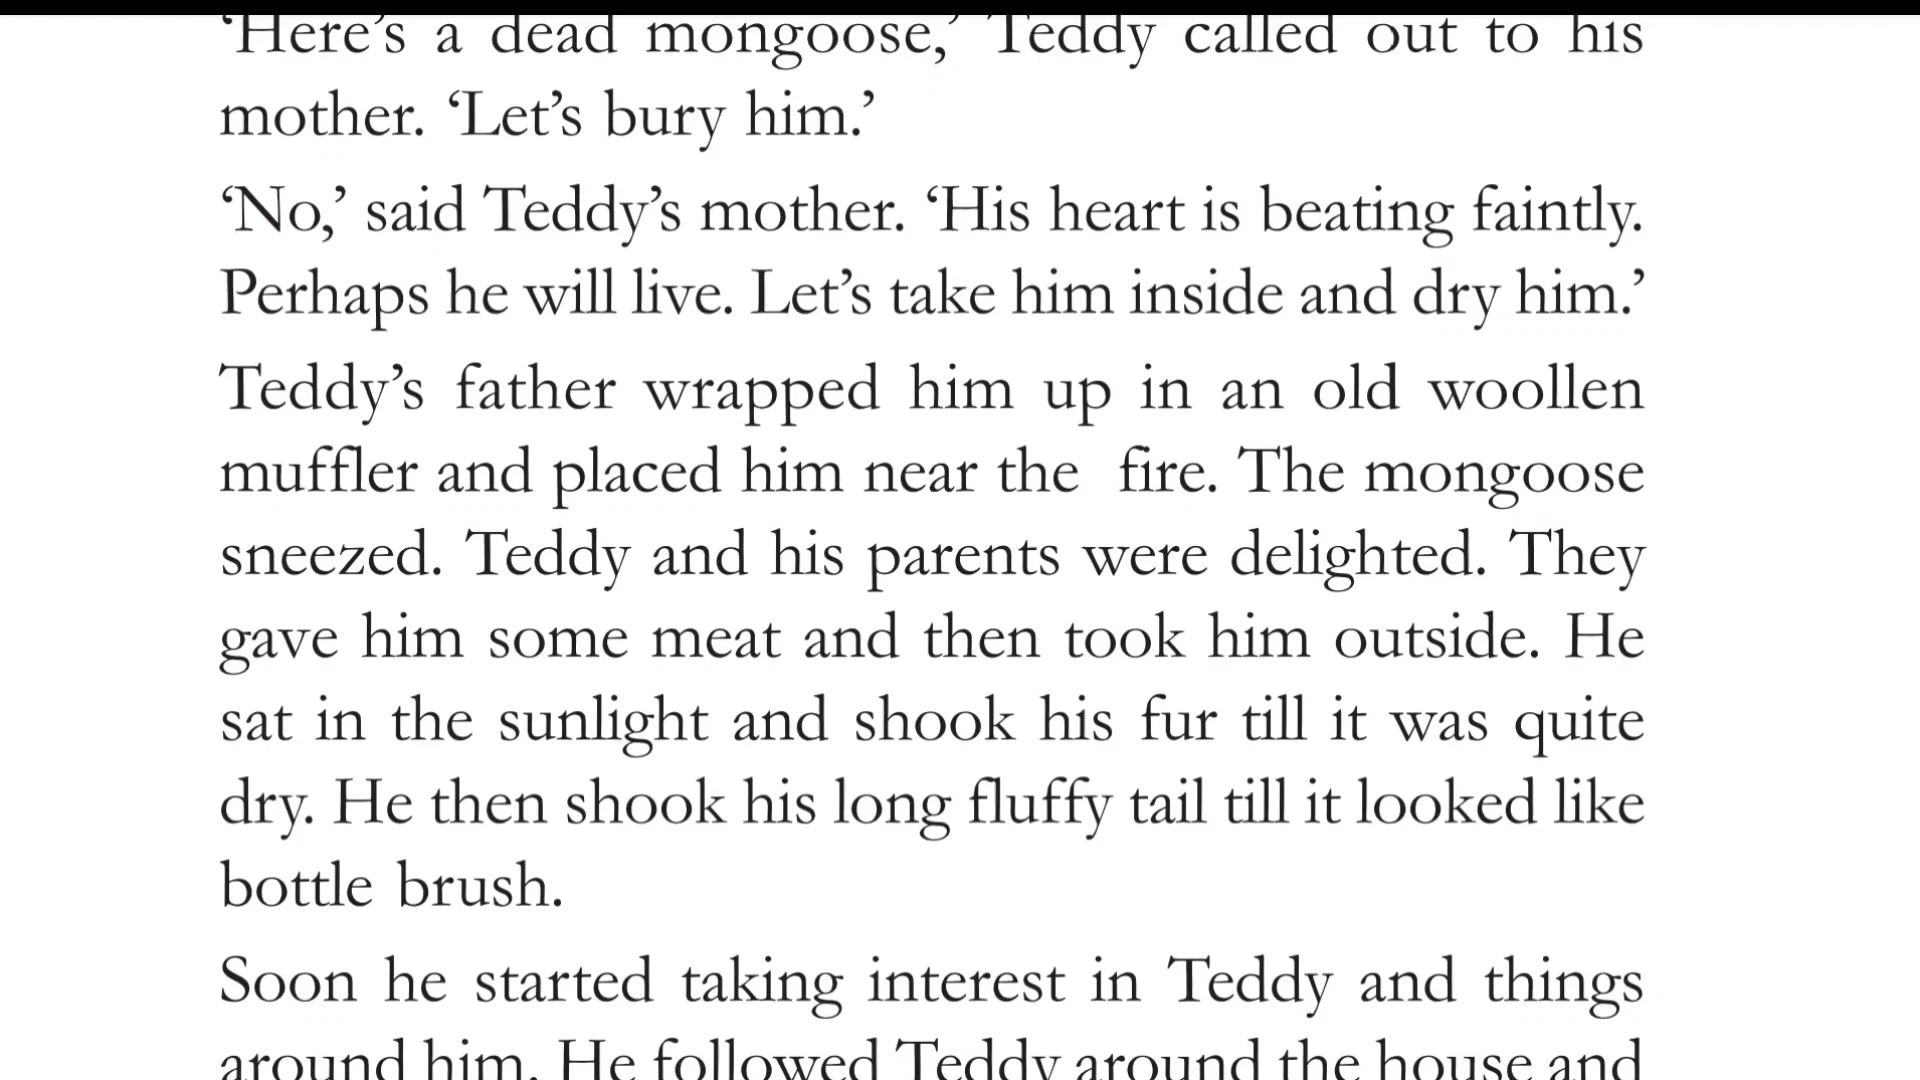 ‘Here’s a dead mongoose,’ Teddy called out to his
mother. ‘Let’s bury him.’
‘No,’ said Teddy’s mother. ‘His heart is beating faintly.
Perhaps he will live. Let’s take him inside and dry him.’
Teddy’s father wrapped him up in an old woollen
muffler and placed him near the fire. The mongoose
sneezed. Teddy and his parents were delighted. They
gave him some meat and then took him outside. He
sat in the sunlight and shook his fur till it was quite
dry. He then shook his long fluffy tail till it looked like
bottle brush.
Soon he started taking interest in Teddy and things
around him. He followed Teddy around the house and